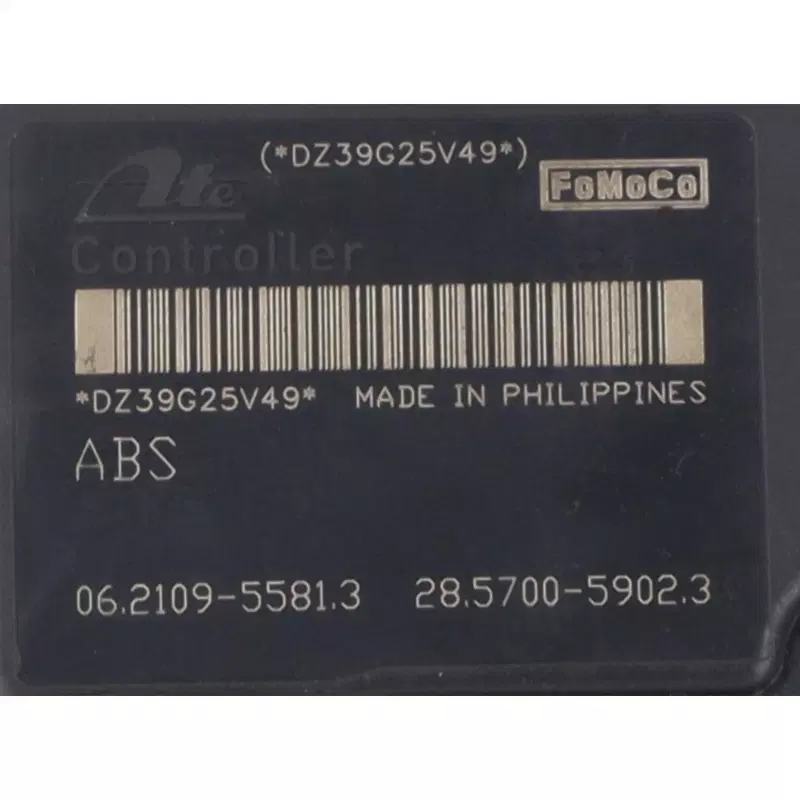 (*DZ39G25V49*)
Ate
FoMoCo
Controller
*DZ39G25V49* MADE IN PHILIPPINES
ABS
06.2109-5581.3 28.5700-5902.3